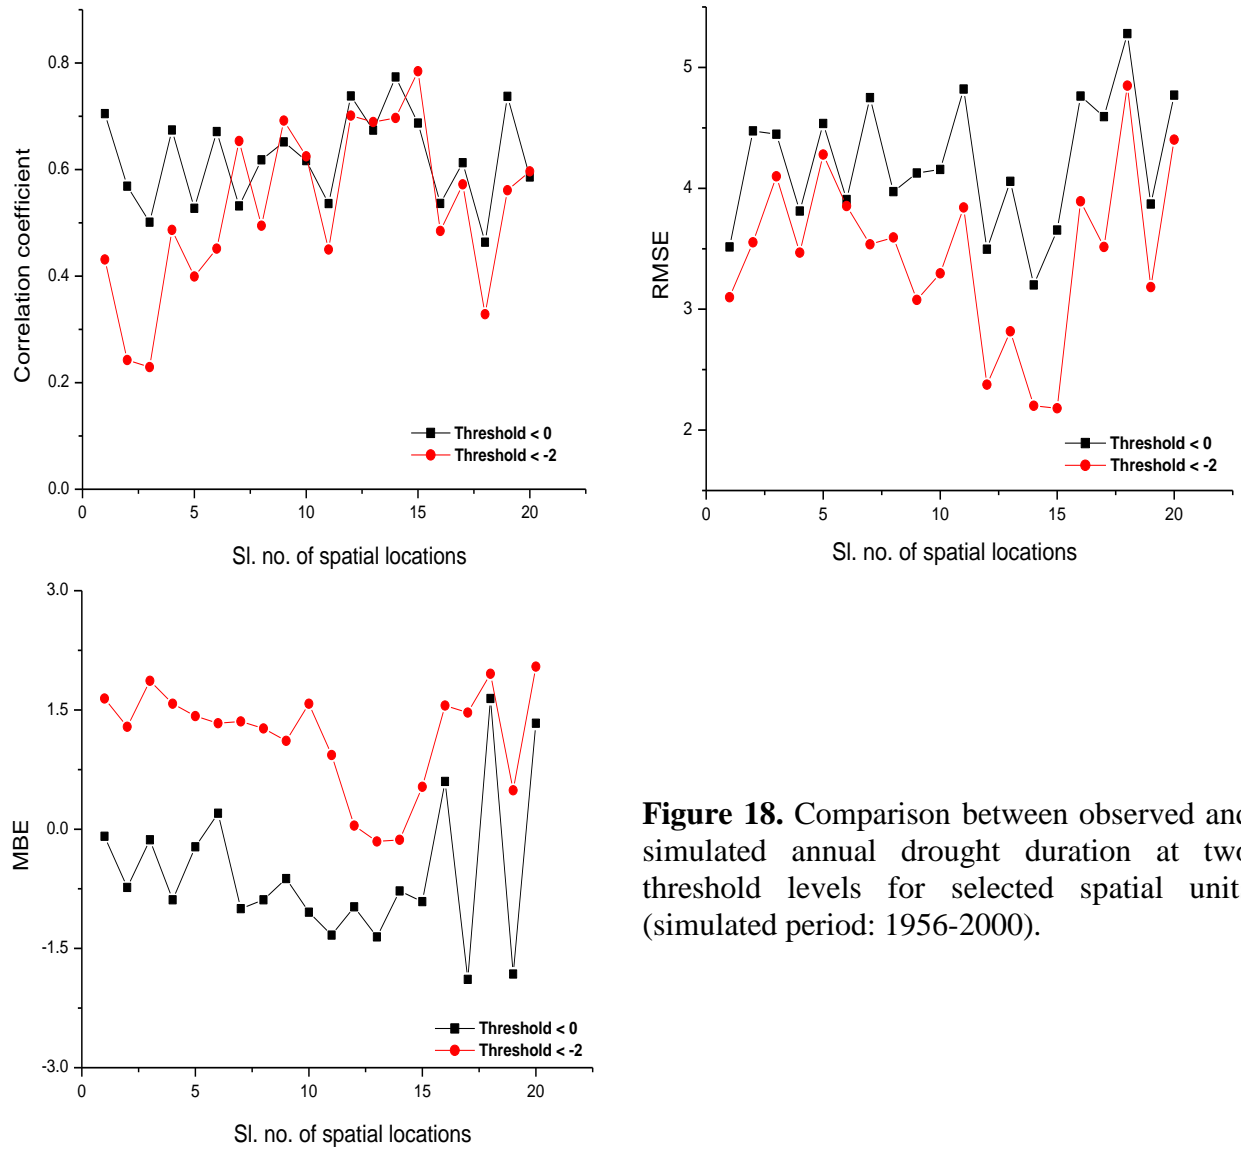 0.8
0.6
0.4
0.2
0.0
Correlation coefficient
Threshold < 0
Threshold < -2
0 5 10 15 20
Sl. no. of spatial locations
5
4
3
2
RMSE
Threshold < 0
Threshold < -2
0 5 10 15 20
Sl. no. of spatial locations
3.0
1.5
0.0
-1.5
-3.0
MBE
Threshold < 0
Threshold < -2
0 5 10 15 20
Sl. no. of spatial locations
Figure 18. Comparison between observed and
simulated annual drought duration at two
threshold levels for selected spatial unit
(simulated period: 1956-2000).